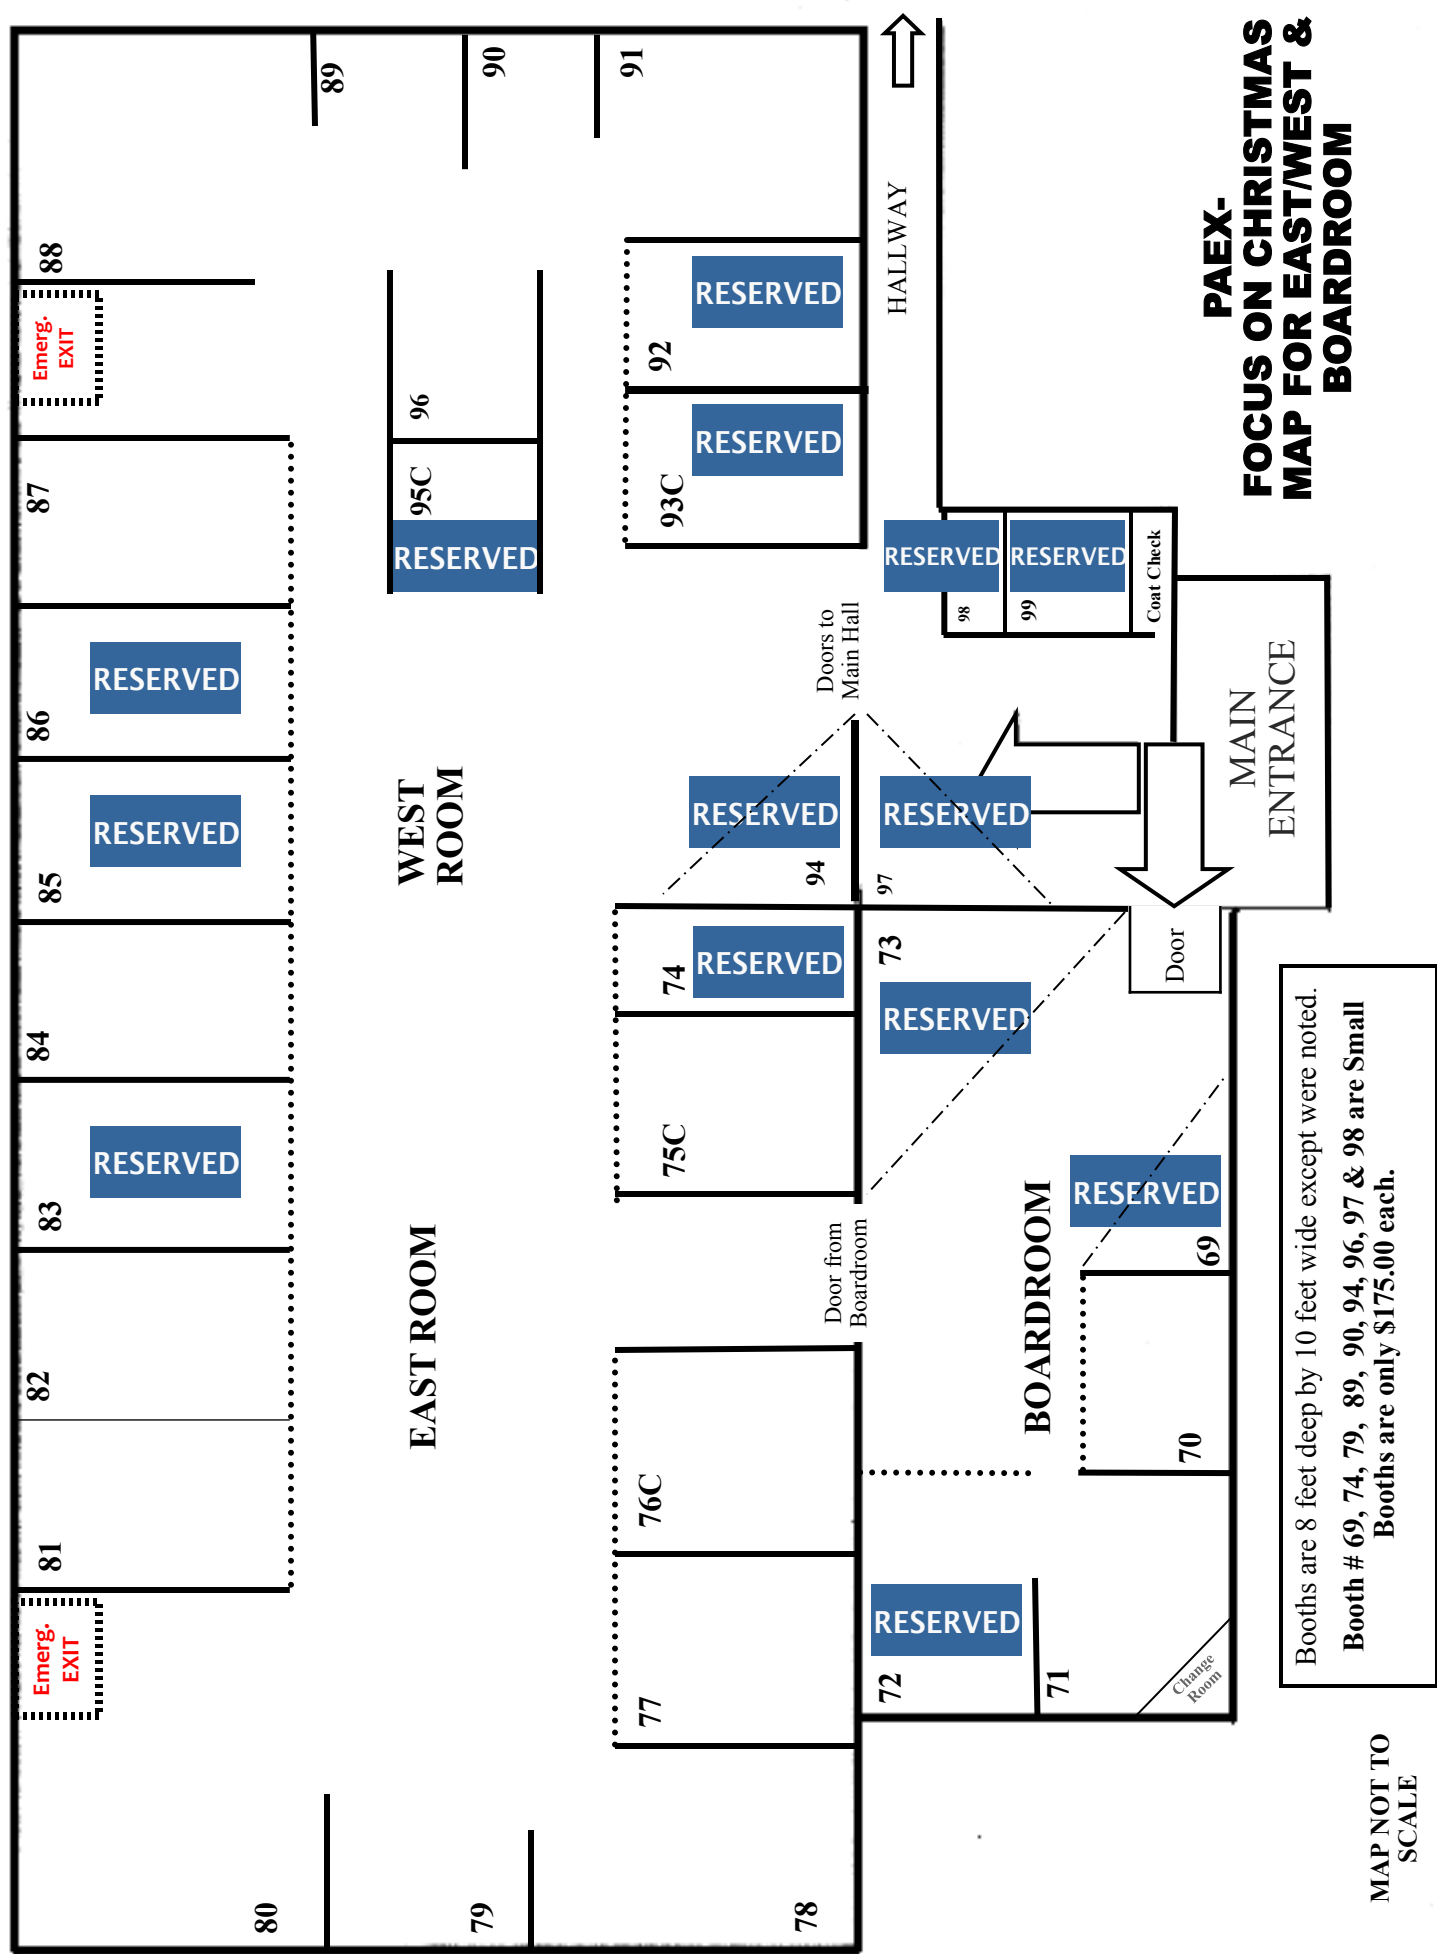 Emerg.
EXIT
81
82
83
RESERVED
84
85
RESERVED
86
RESERVED
87
Emerg.
EXIT
88
80
89
EAST ROOM
WEST
ROOM
RESERVED
95C
96
79
90
91
77
76C
75C
74
RESERVED
93C
RESERVED
92
RESERVED
78
94
RESERVED
Door from
Boardroom
Doors to
Main Hall
72
RESERVED
73
RESERVED
97
RESERVED
HALLWAY
98
RESERVED
99
RESERVED
Coat Check
71
BOARDROOM
70
69
RESERVED
Door
Change
Room
MAIN
ENTRANCE
PAEX-
FOCUS ON CHRISTMAS
MAP FOR EAST/WEST &
BOARDROOM
Booths are 8 feet deep by 10 feet wide except were noted.
Booth # 69, 74, 79, 89, 90, 94, 96, 97 & 98 are Small
Booths are only $175.00 each.
MAP NOT TO
SCALE